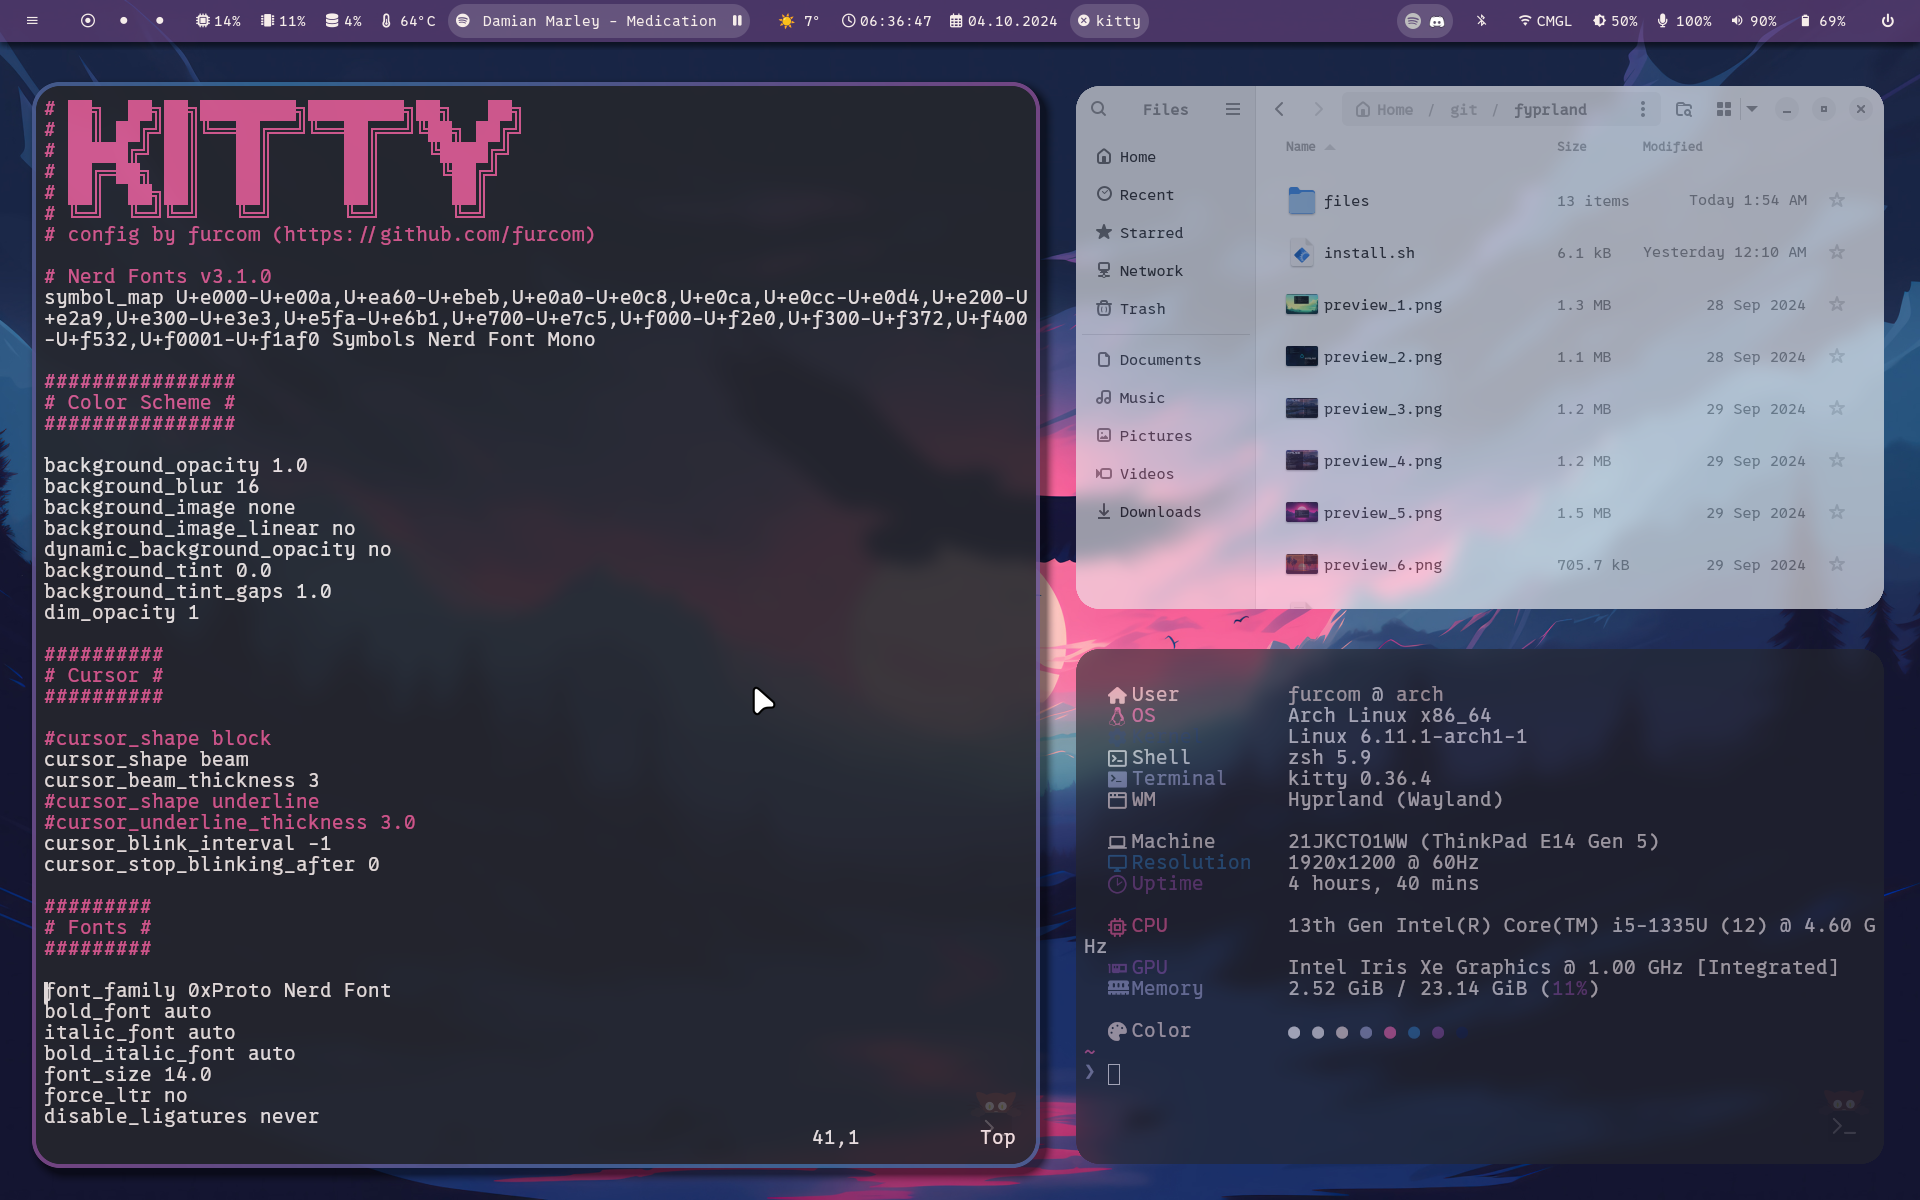 14% 11% 4% 64°C Damian Marley - Medication 7° 06:36:47 04.10.2024 kitty CMGL 50% 100% 90% 69%
# KITTY
#
#
#
#
#
# config by furcom (https://github.com/furcom)
# Nerd Fonts v3.1.0
symbol_map U+e000-U+e00a,U+ea60-U+ebeb,U+e0a0-U+e0c8,U+e0ca,U+e0cc-U+e0d4,U+e200-U
+e2a9,U+e300-U+e3e3,U+e5fa-U+e6b1,U+e700-U+e7c5,U+f000-U+f2e0,U+f300-U+f372,U+f400
-U+f532,U+f0001-U+f1af0 Symbols Nerd Font Mono
################
# Color Scheme #
################
background_opacity 1.0
background_blur 16
background_image none
background_image_linear no
dynamic_background_opacity no
background_tint 0.0
background_tint_gaps 1.0
dim_opacity 1
##########
# Cursor #
##########
#cursor_shape block
cursor_shape beam
cursor_beam_thickness 3
#cursor_shape underline
#cursor_underline_thickness 3.0
cursor_blink_interval -1
cursor_stop_blinking_after 0
#########
# Fonts #
#########
font_family 0xProto Nerd Font
bold_font auto
italic_font auto
bold_italic_font auto
font_size 14.0
force_ltr no
disable_ligatures never
41,1 Top
Files
Home / git / fyprland
Home
Recent
Starred
Network
Trash
Documents
Music
Pictures
Videos
Downloads
Name Size Modified
files 13 items Today 1:54 AM
install.sh 6.1 kB Yesterday 12:10 AM
preview_1.png 1.3 MB 28 Sep 2024
preview_2.png 1.1 MB 28 Sep 2024
preview_3.png 1.2 MB 29 Sep 2024
preview_4.png 1.2 MB 29 Sep 2024
preview_5.png 1.5 MB 29 Sep 2024
preview_6.png 705.7 kB 29 Sep 2024
User furcom @ arch
OS Arch Linux x86_64
Linux 6.11.1-arch1-1
Shell zsh 5.9
Terminal kitty 0.36.4
WM Hyprland (Wayland)
Machine 21JKCTO1WW (ThinkPad E14 Gen 5)
Resolution 1920x1200 @ 60Hz
Uptime 4 hours, 40 mins
CPU 13th Gen Intel(R) Core(TM) i5-1335U (12) @ 4.60 G
Hz
GPU Intel Iris Xe Graphics @ 1.00 GHz [Integrated]
Memory 2.52 GiB / 23.14 GiB (11%)
Color
~
❯